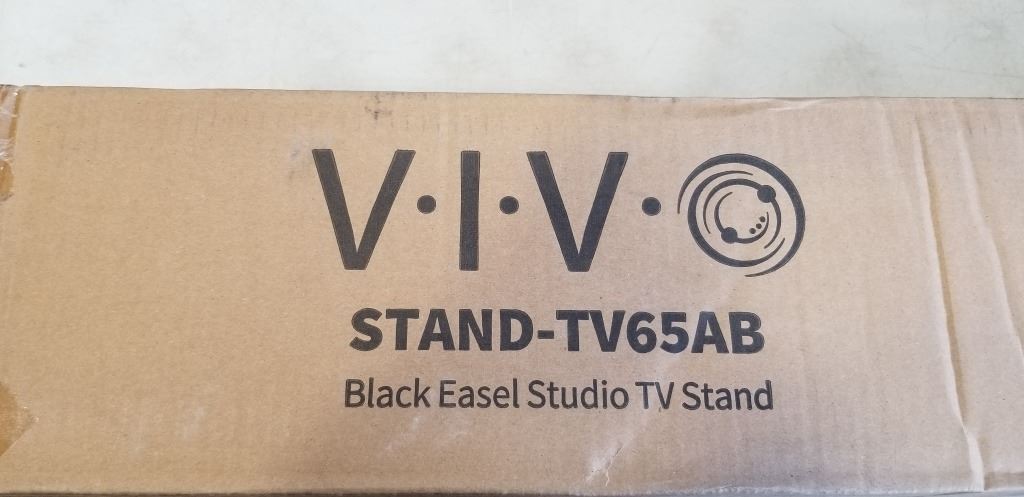 V·I·V·O
STAND-TV65AB
Black Easel Studio TV Stand